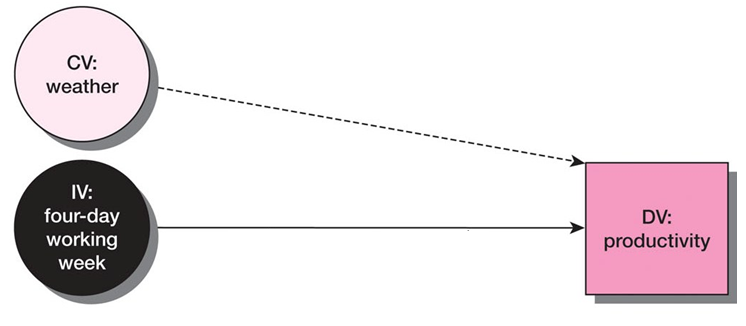 CV:
weather
IV:
four-day
working
week
DV:
productivity